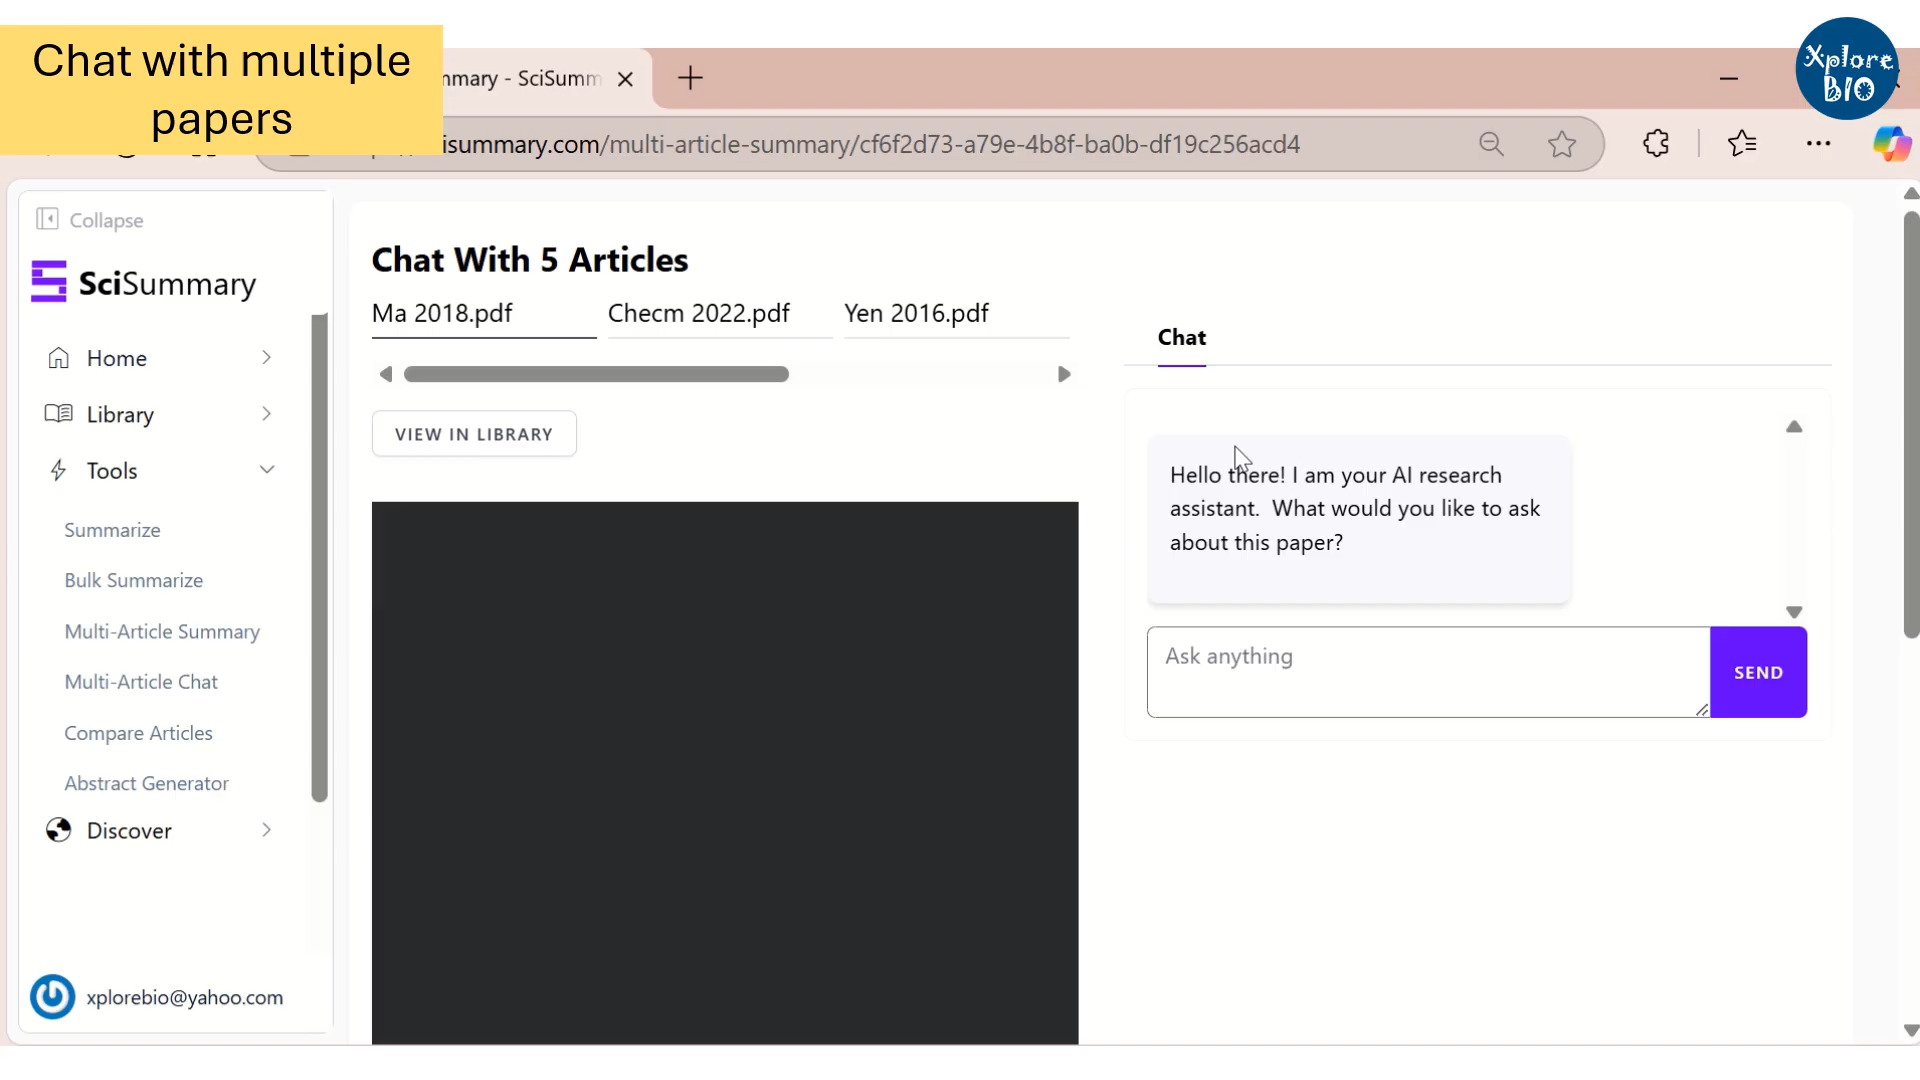 Chat with multiple
papers
Xplore
BIO
mmary - SciSumm
isummary.com/multi-article-summary/cf6f2d73-a79e-4b8f-ba0b-df19c256acd4
Collapse
SciSummary
Home
Library
Tools
Summarize
Bulk Summarize
Multi-Article Summary
Multi-Article Chat
Compare Articles
Abstract Generator
Discover
xplorebio@yahoo.com
Chat With 5 Articles
Ma 2018.pdf
Checm 2022.pdf
Yen 2016.pdf
VIEW IN LIBRARY
Chat
Hello there! I am your AI research
assistant. What would you like to ask
about this paper?
Ask anything
SEND